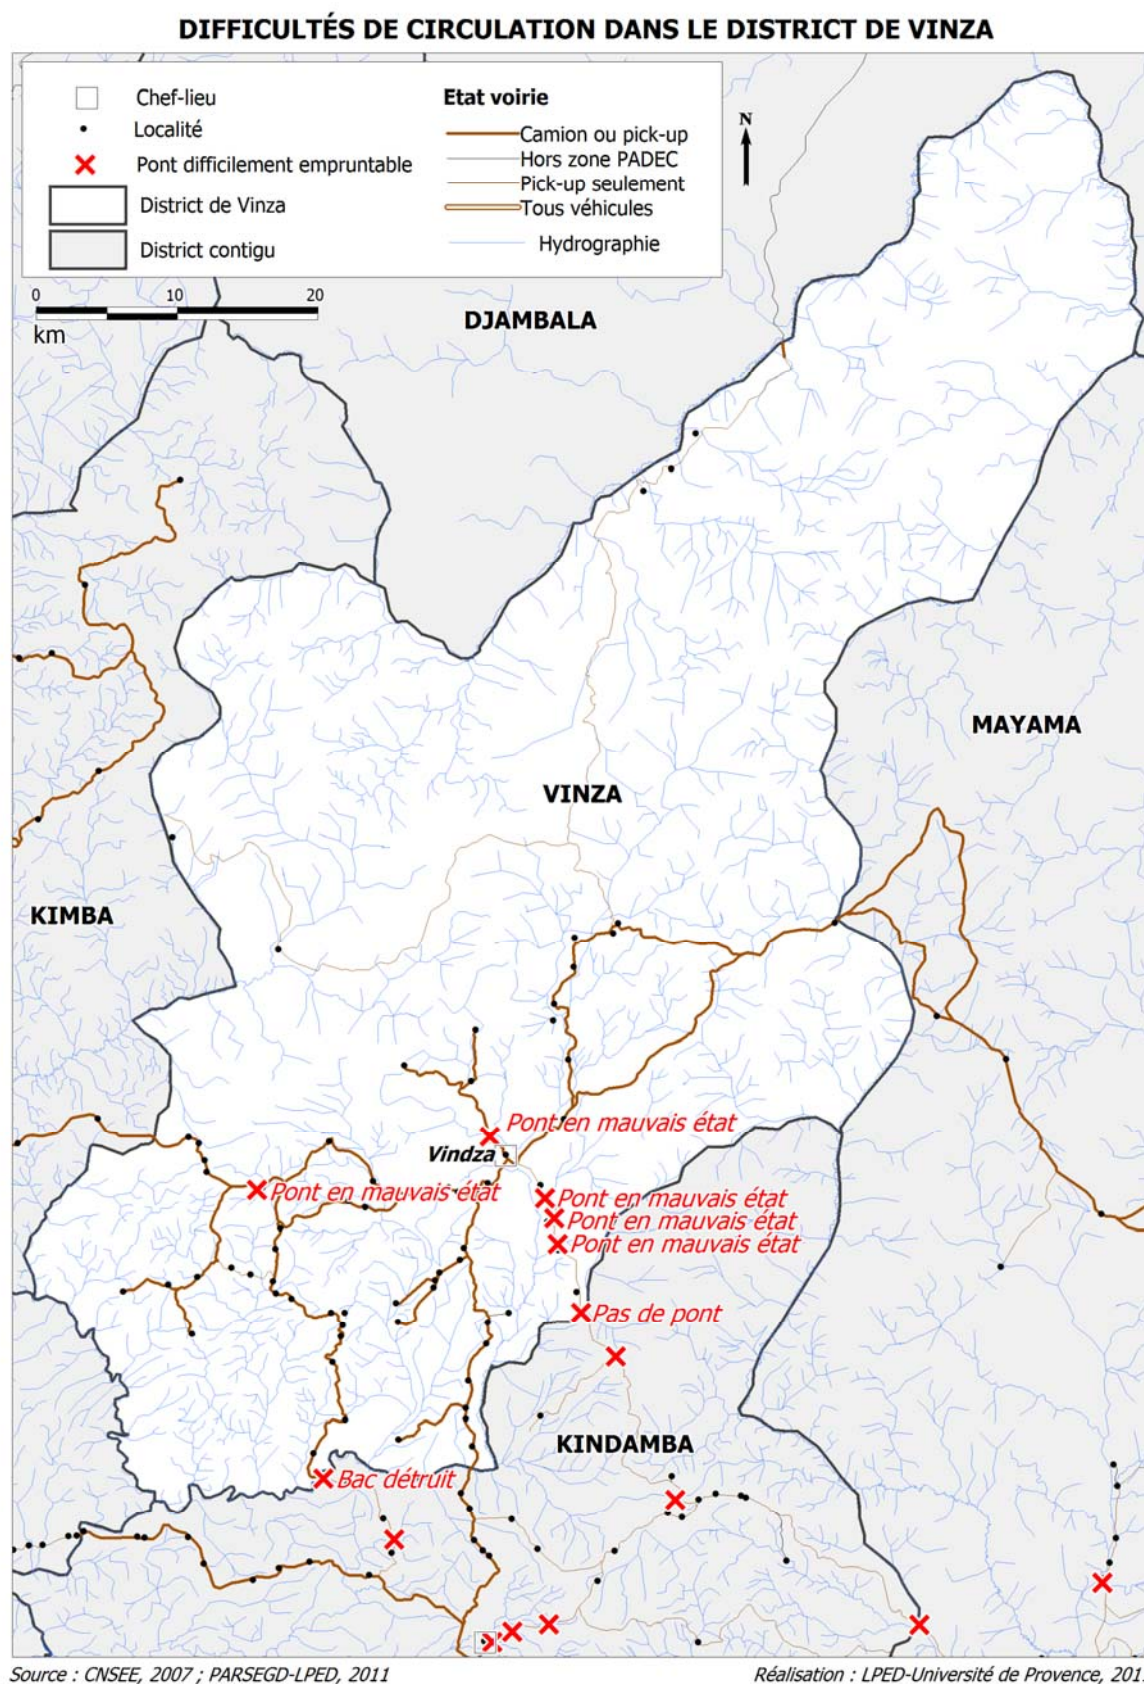 DIFFICULTÉS DE CIRCULATION DANS LE DISTRICT DE VINZA
Chef-lieu
Localité
Pont difficilement empruntable
District de Vinza
District contigu
Etat voirie
Camion ou pick-up
Hors zone PADEC
Pick-up seulement
Tous véhicules
Hydrographie
N
0 10 20
km
DJAMBALA
MAYAMA
VINZA
KIMBA
Pont en mauvais état
Vindza
Pont en mauvais état
Pont en mauvais état
Pont en mauvais état
Pont en mauvais état
Pas de pont
KINDAMBA
Bac détruit
Source : CNSEE, 2007 ; PARSEGD-LPED, 2011
Réalisation : LPED-Université de Provence,